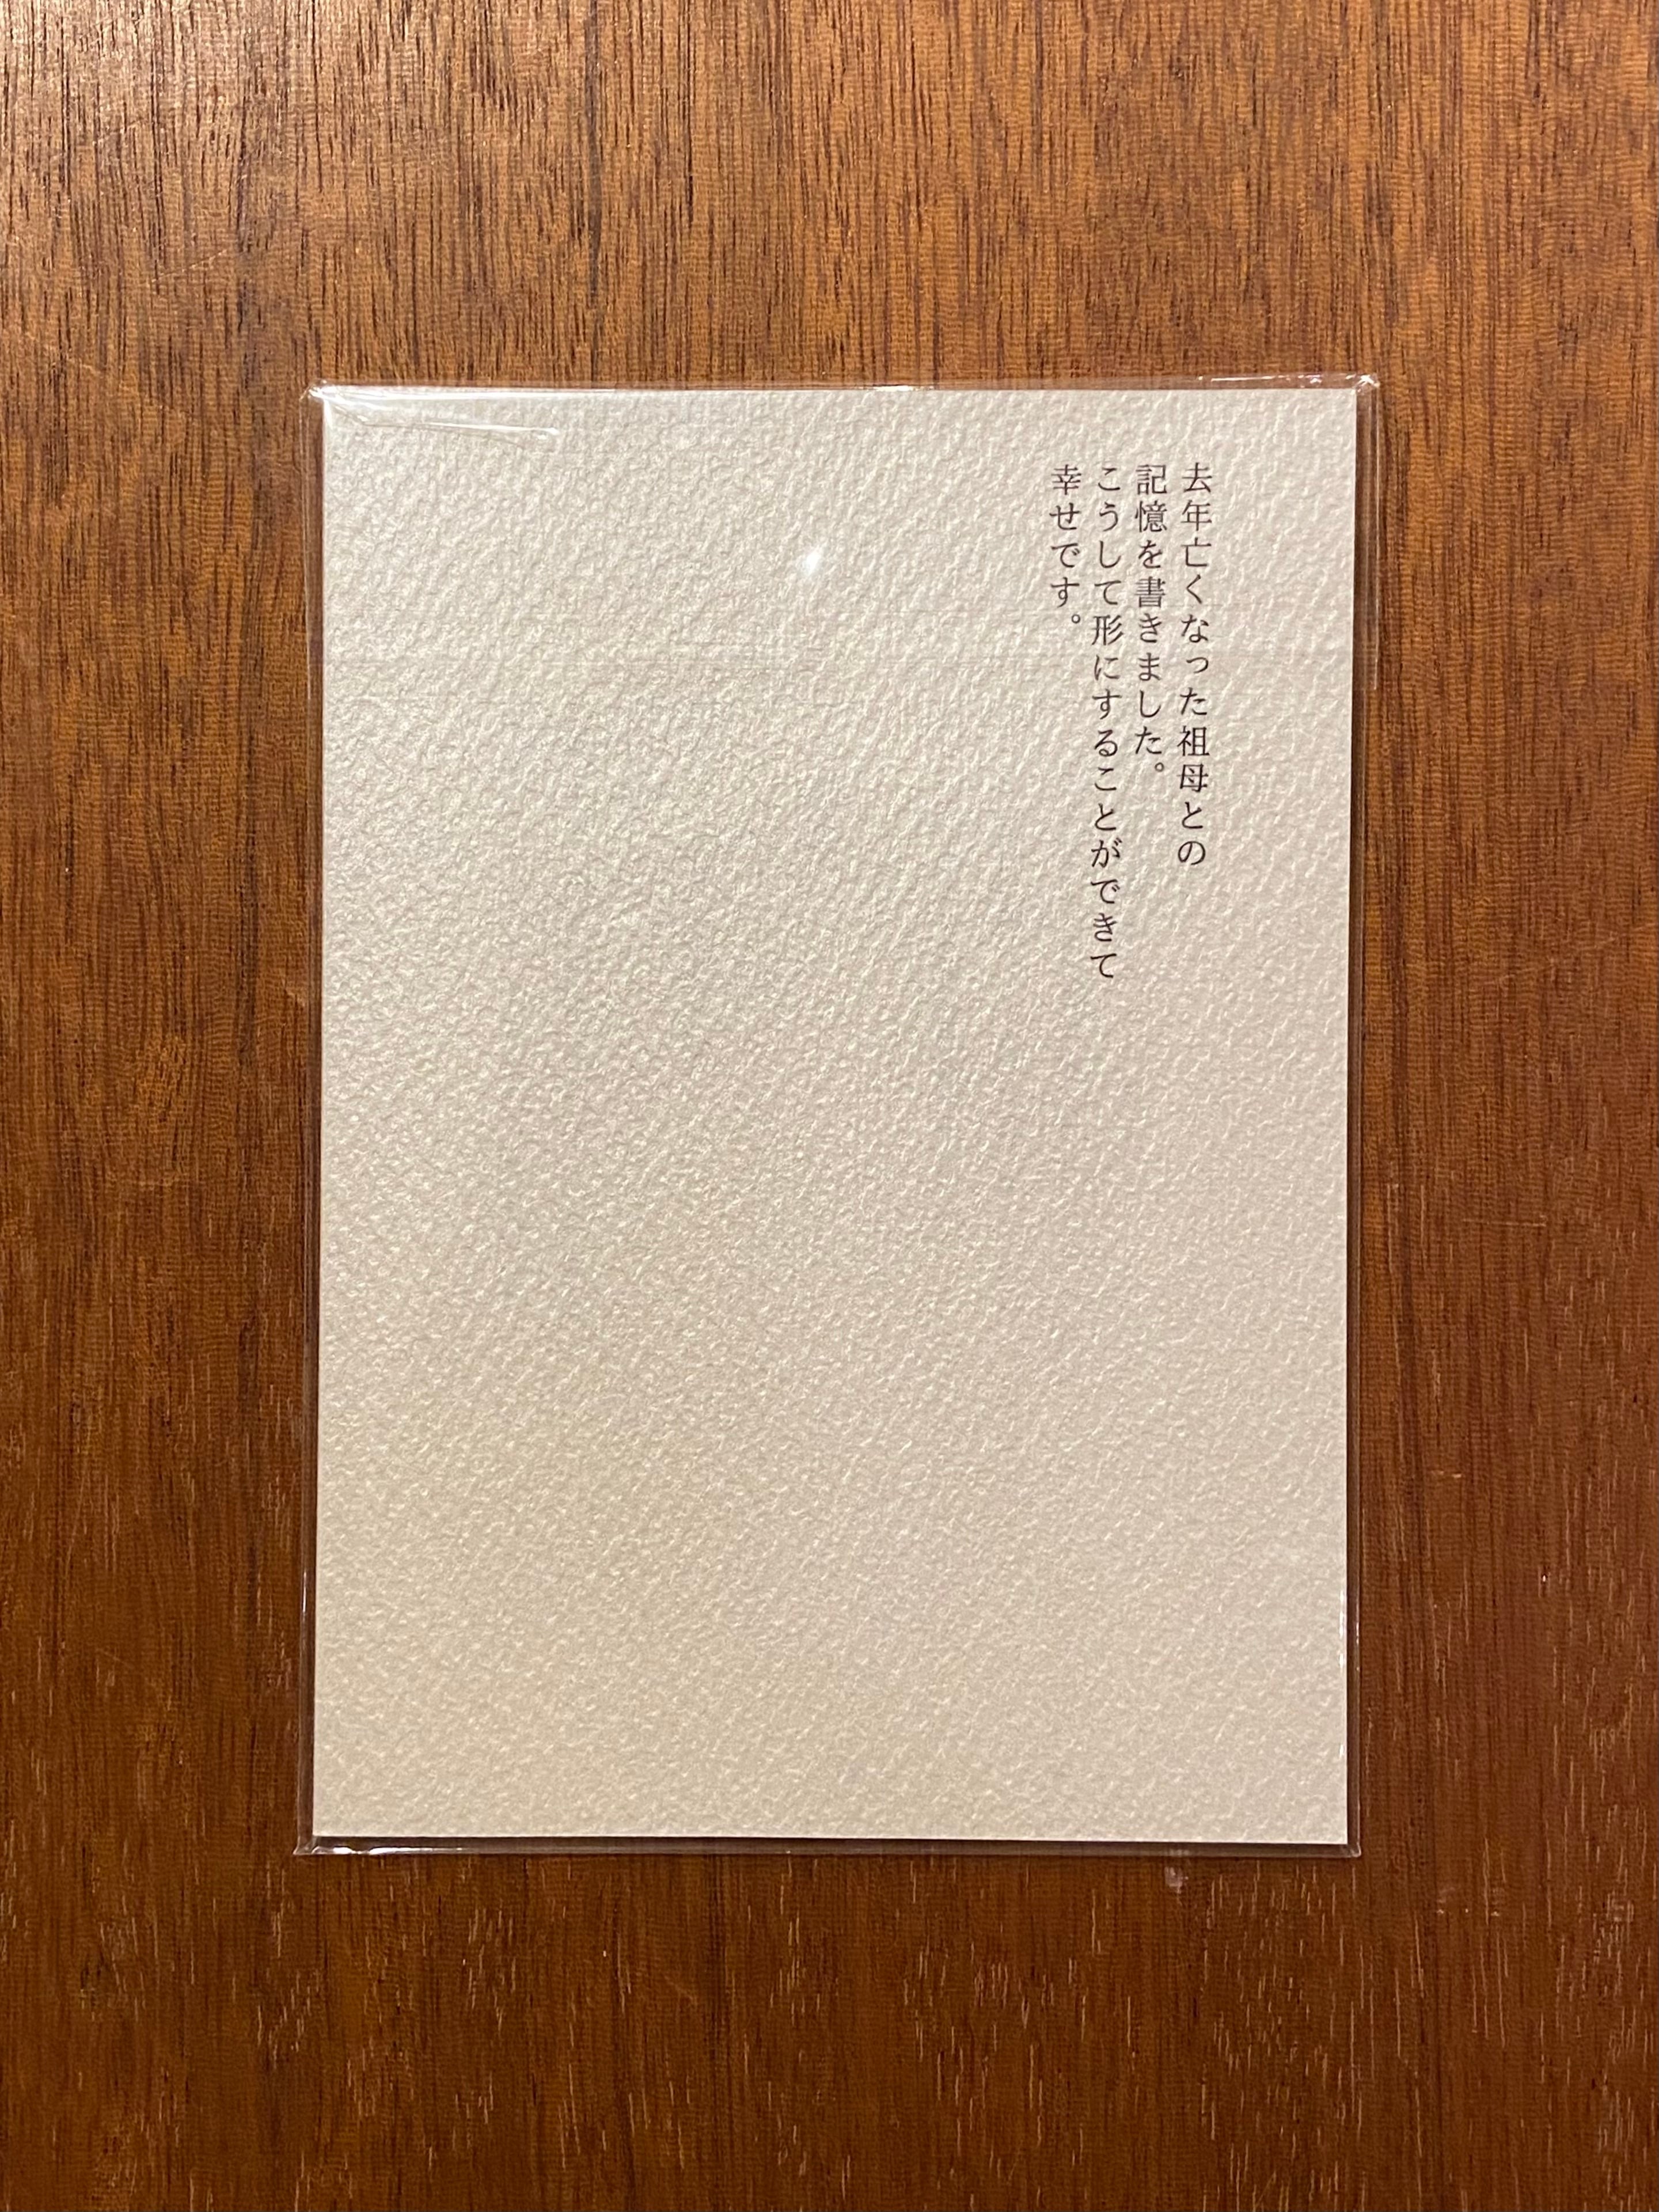 去年亡くなった祖母との
記憶を書きました。
こうして形にすることができて
幸せです。